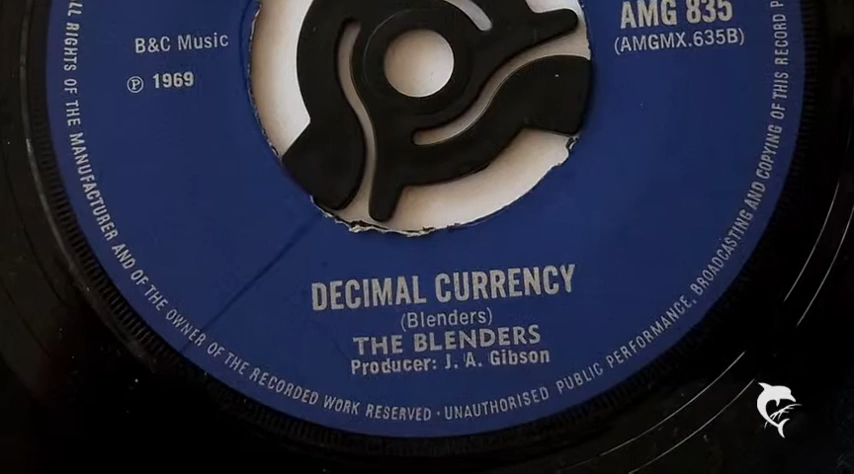 AMG 835
(AMGMX.635B)
B&C Music
Ⓟ 1969
DECIMAL CURRENCY
(Blenders)
THE BLENDERS
Producer: J. A. Gibson
ALL RIGHTS OF THE MANUFACTURER AND OF THE OWNER OF THE RECORDED WORK RESERVED · UNAUTHORISED PUBLIC PERFORMANCE, BROADCASTING AND COPYING OF THIS RECORD